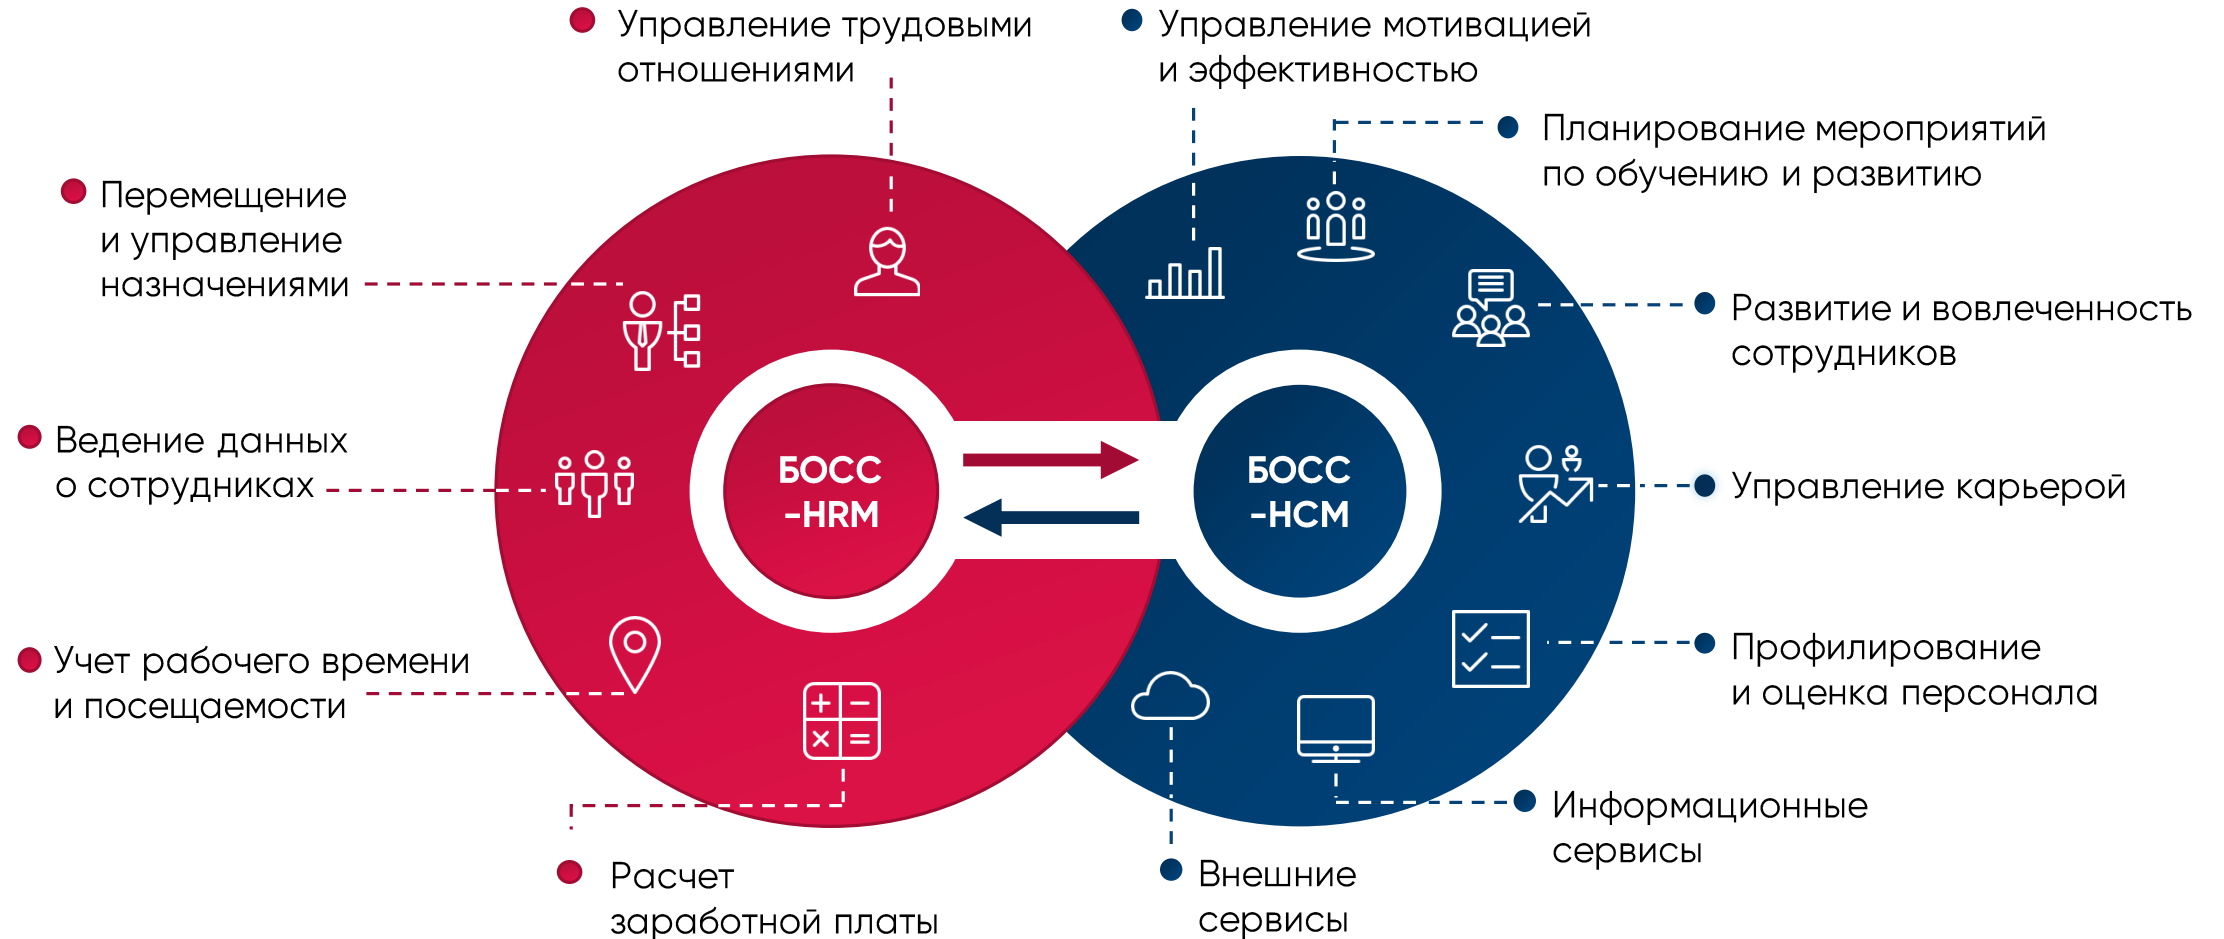 Управление трудовыми
отношениями
Управление мотивацией
и эффективностью
Планирование мероприятий
по обучению и развитию
Перемещение
и управление
назначениями
Развитие и вовлеченность
сотрудников
Ведение данных
о сотрудниках
БОСС
-HRM
БОСС
-HCM
Управление карьерой
Учет рабочего времени
и посещаемости
Профилирование
и оценка персонала
Информационные
сервисы
Расчет
заработной платы
Внешние
сервисы